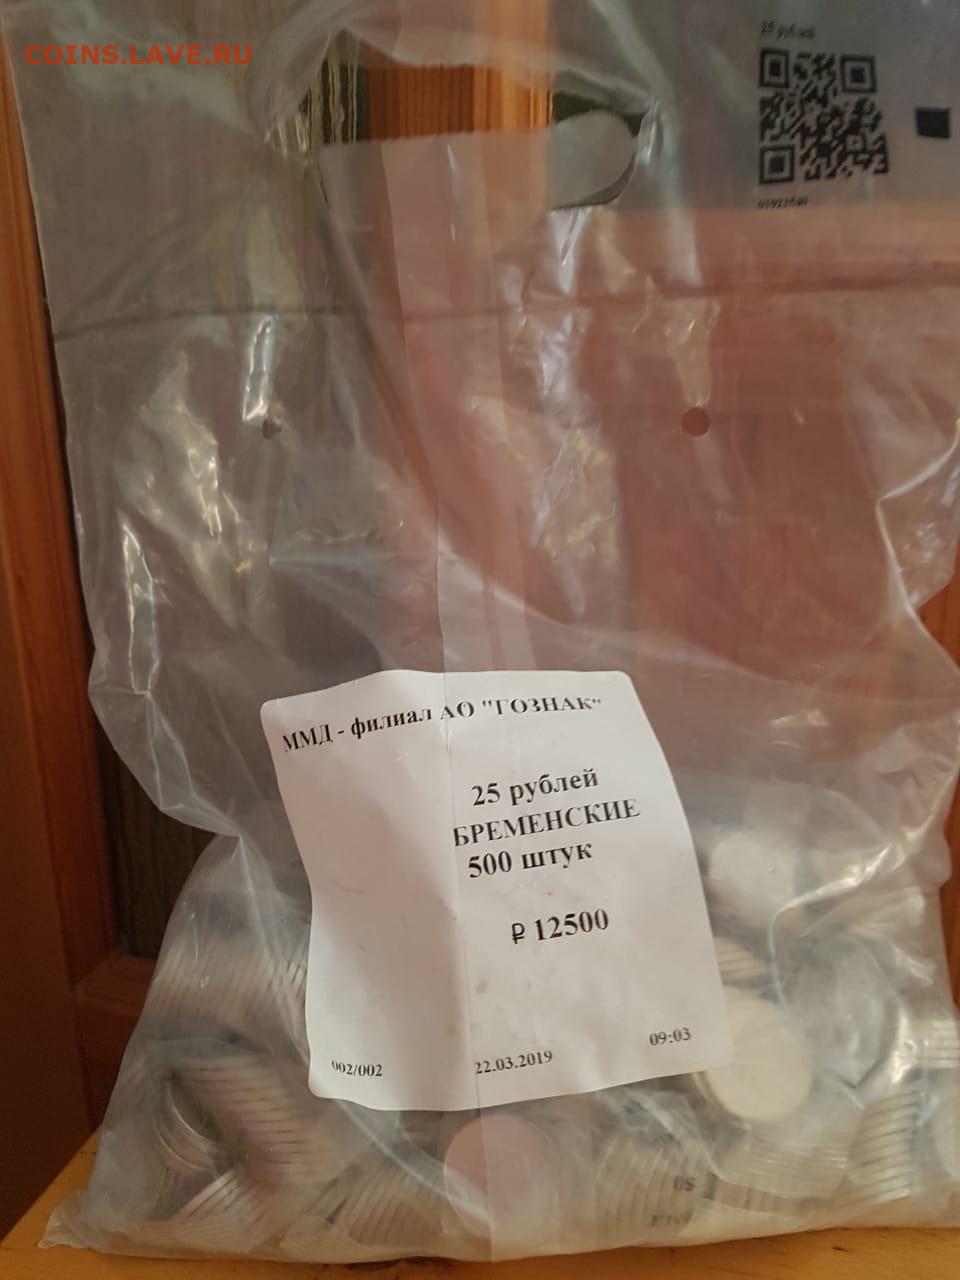 COINS.LAVE.RU
25 рублей
ММД - филиал АО "ГОЗНАК"
25 рублей
БРЕМЕНСКИЕ
500 штук
₽ 12500
002/002 22.03.2019 09:03